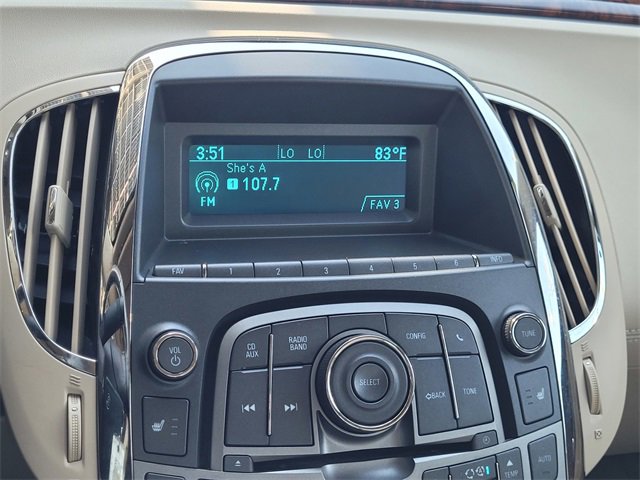 3:51 LO LO 83°F
She's A
1 107.7
FM
FAV 3
FAV 1 2 3 4 5 6 INFO
VOL
CD AUX
RADIO BAND
CONFIG
TUNE
SELECT
BACK
TONE
TEMP
AUTO